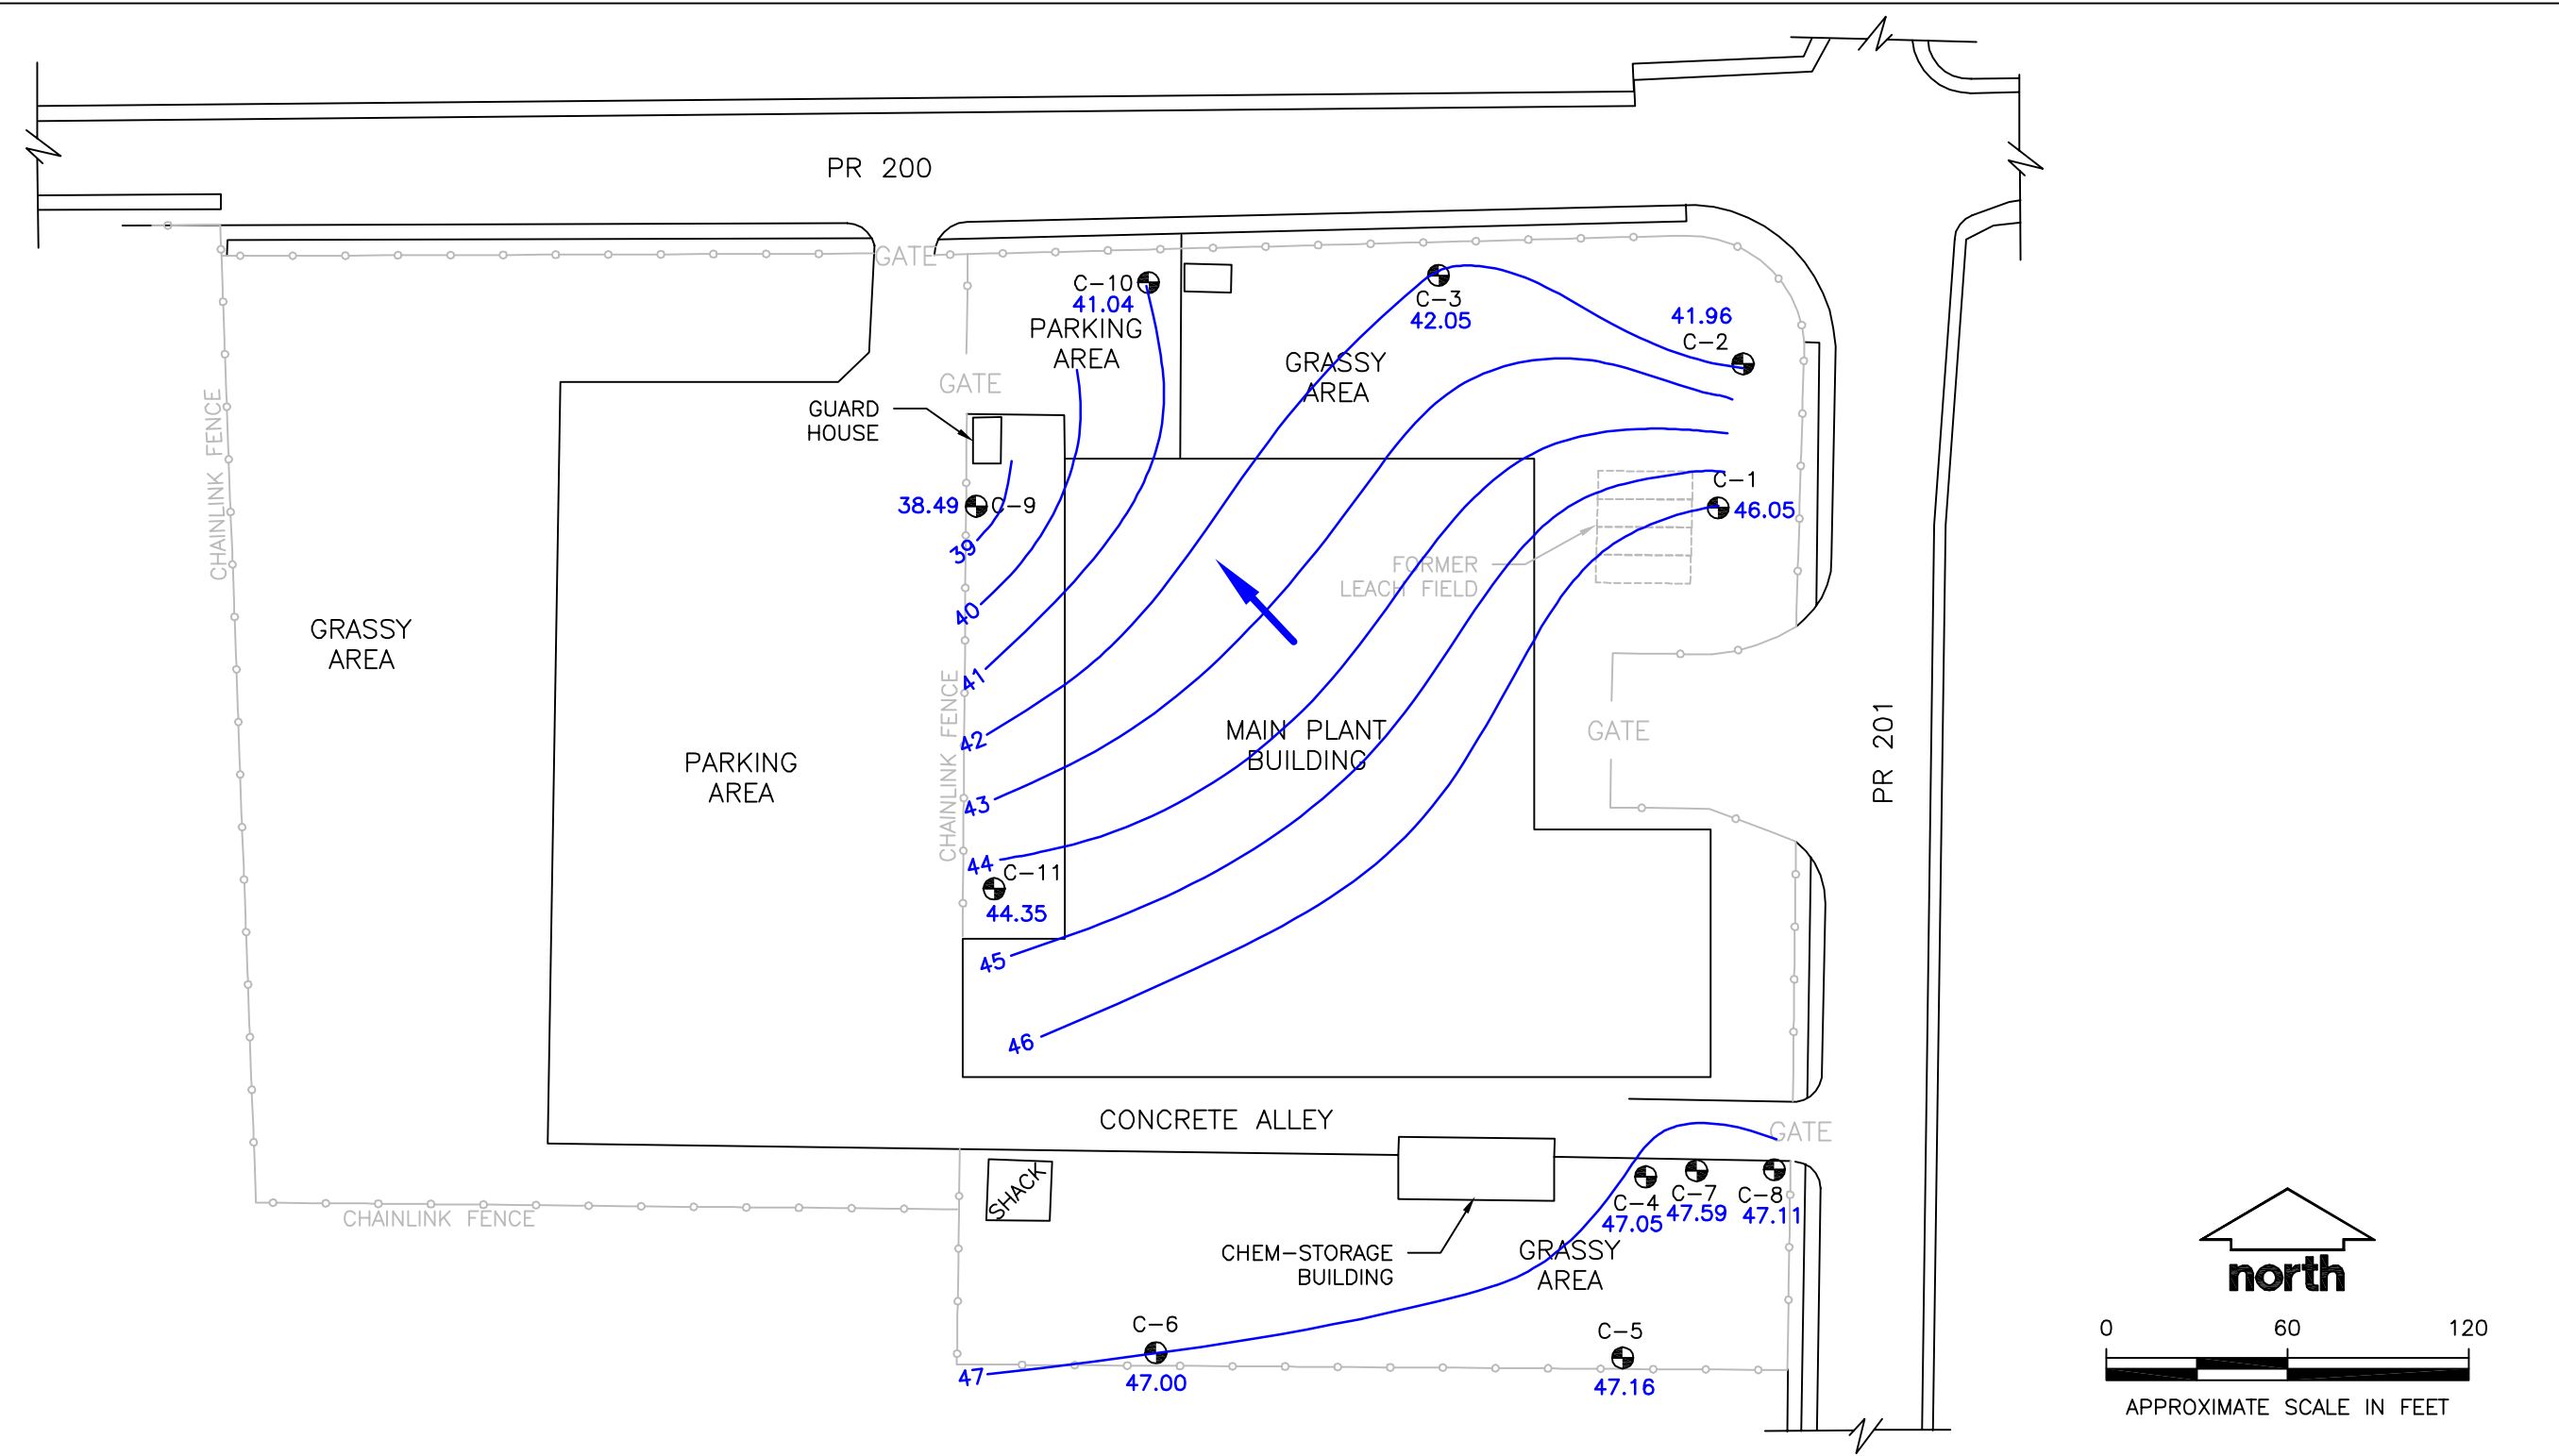 PR 200
GATE
C-10
41.04
PARKING
AREA
C-3
42.05
41.96
C-2
GRASSY
AREA
GATE
GUARD
HOUSE
CHAINLINK FENCE
38.49
C-9
39
C-1
46.05
FORMER
LEACH FIELD
40
GRASSY
AREA
41
42
CHAINLINK FENCE
PARKING
AREA
MAIN PLANT
BUILDING
GATE
PR 201
43
44
C-11
44.35
45
46
CONCRETE ALLEY
GATE
SHACK
CHAINLINK FENCE
C-4
47.05
C-7
47.59
C-8
47.11
CHEM-STORAGE
BUILDING
GRASSY
AREA
C-6
47.00
C-5
47.16
47
north
0 60 120
APPROXIMATE SCALE IN FEET